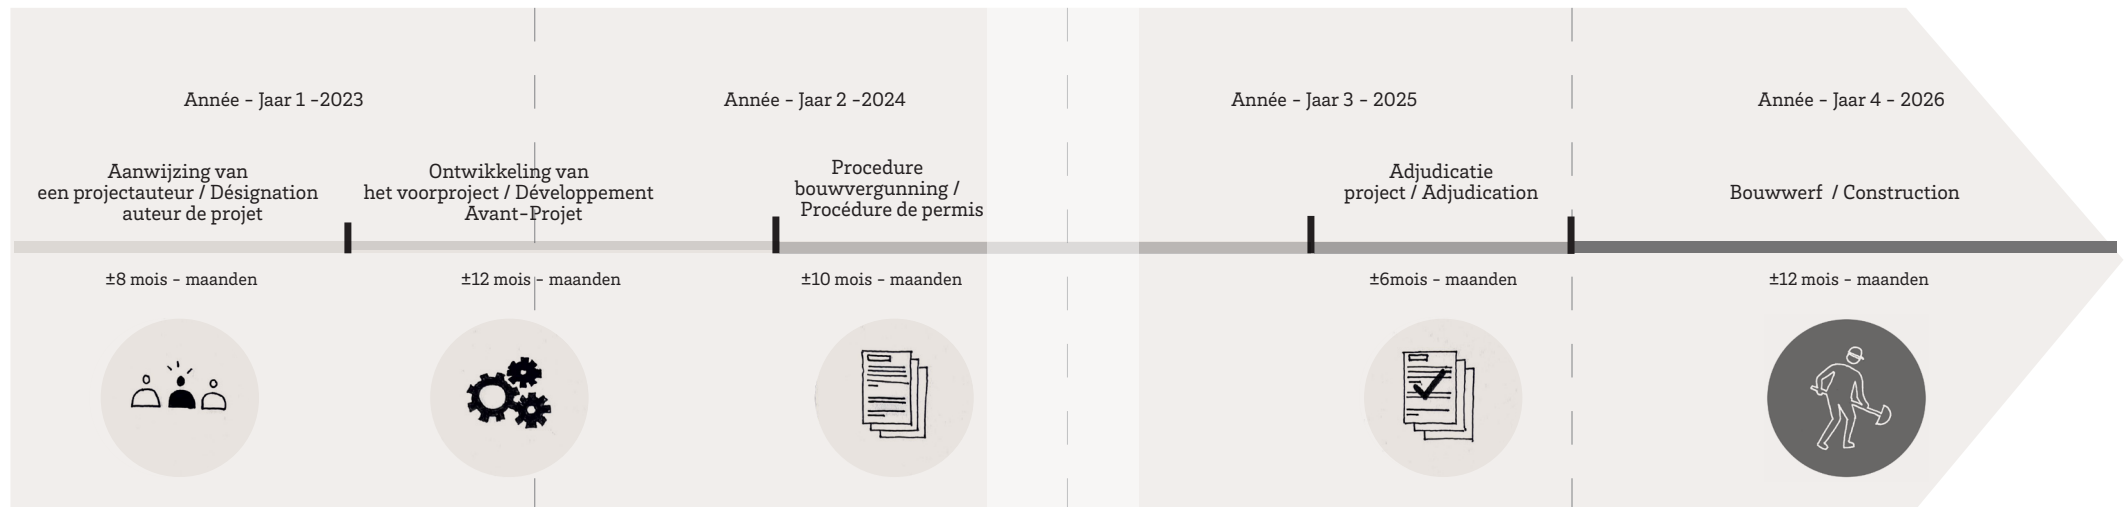 Année - Jaar 1 -2023
Année - Jaar 2 -2024
Année - Jaar 3 - 2025
Année - Jaar 4 - 2026
Aanwijzing van
een projectauteur / Désignation
auteur de projet
Ontwikkeling van
het voorproject / Développement
Avant-Projet
Procedure
bouwvergunning /
Procédure de permis
Adjudicatie
project / Adjudication
Bouwwerf / Construction
±8 mois - maanden
±12 mois - maanden
±10 mois - maanden
±6mois - maanden
±12 mois - maanden